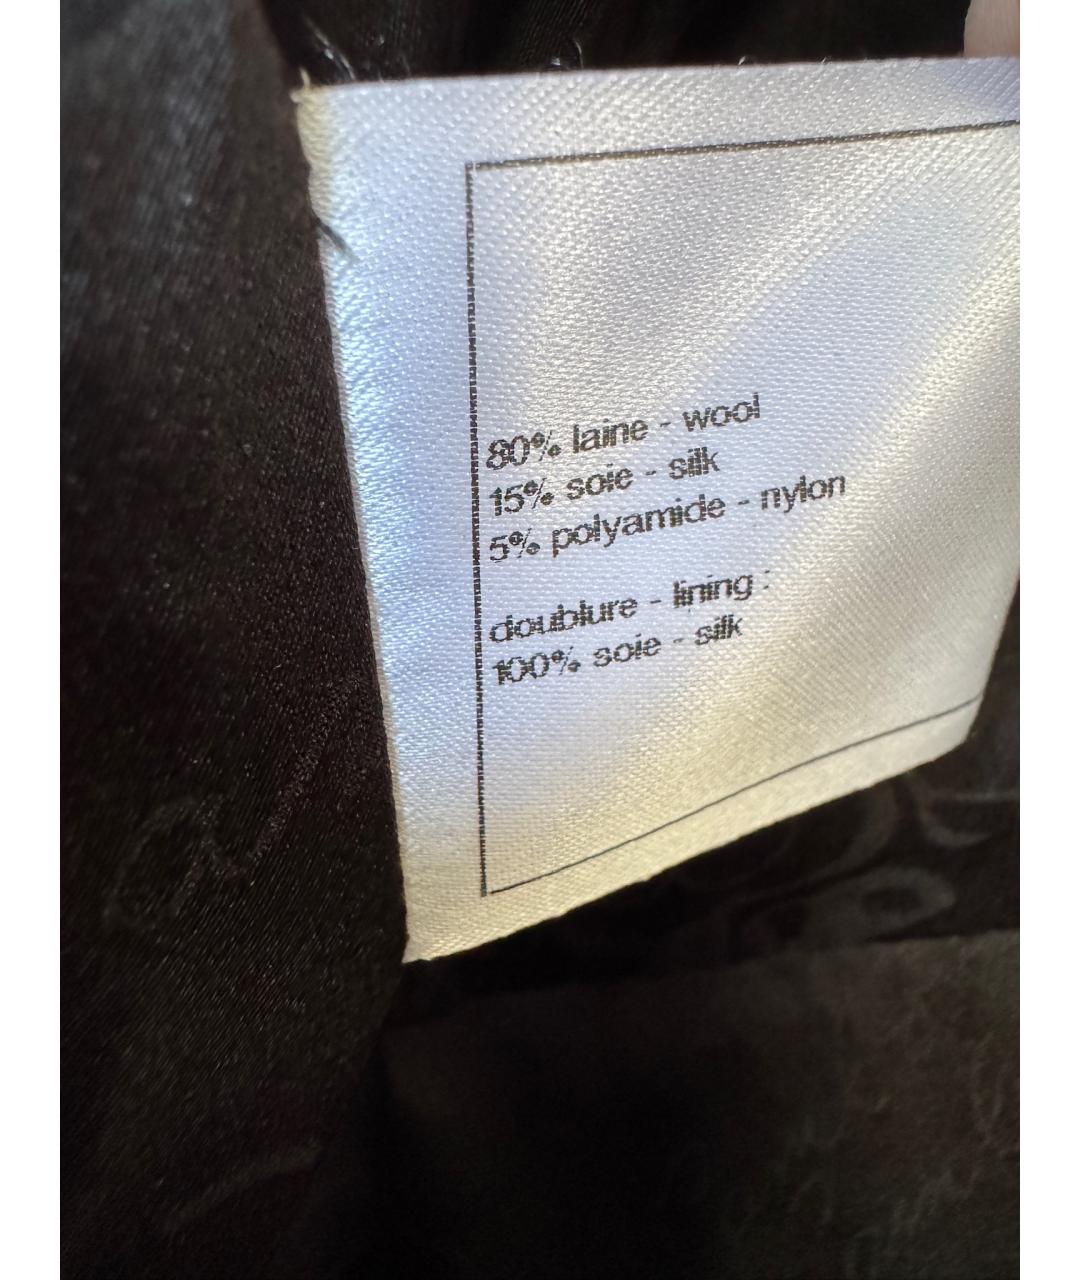 80% laine - wool
15% soie - silk
5% polyamide - nylon
doublure - lining :
100% soie - silk